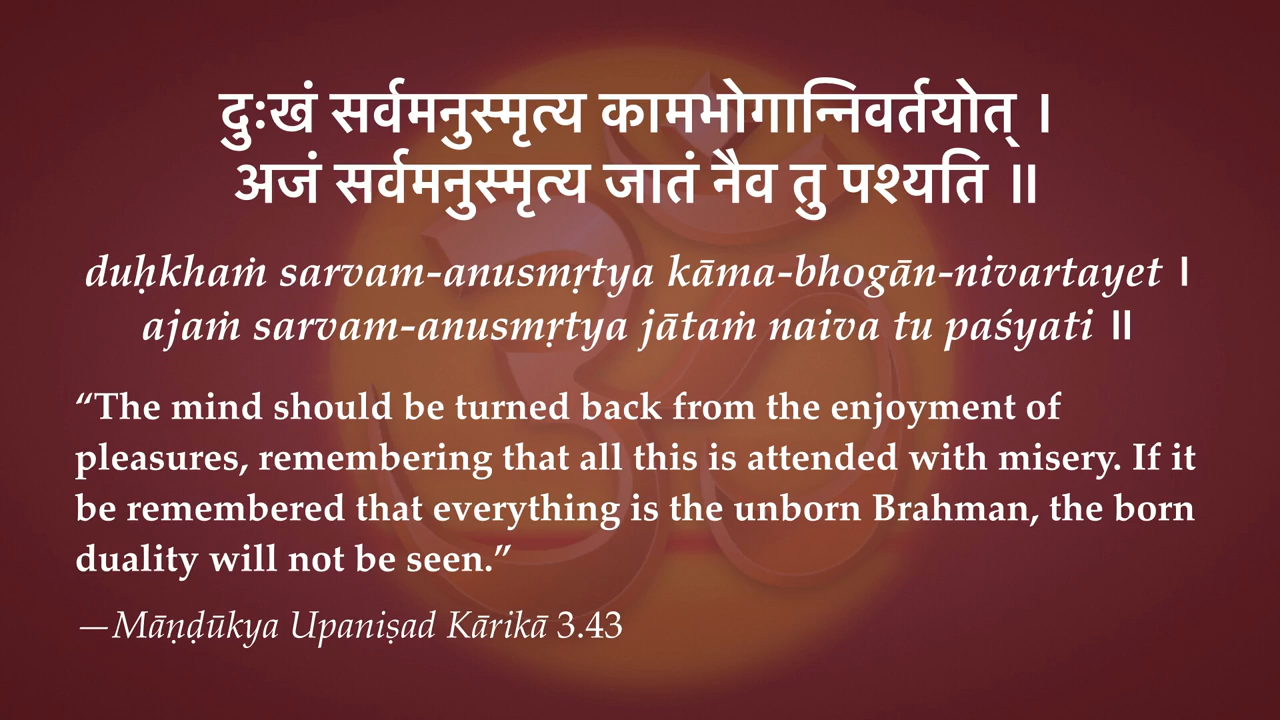 दुःखं सर्वमनुस्मृत्य कामभोगान्निवर्तयोत् ।
अजं सर्वमनुस्मृत्य जातं नैव तु पश्यति ॥
duḥkhaṁ sarvam-anusmṛtya kāma-bhogān-nivartayet ।
ajaṁ sarvam-anusmṛtya jātaṁ naiva tu paśyati ॥
“The mind should be turned back from the enjoyment of
pleasures, remembering that all this is attended with misery. If it
be remembered that everything is the unborn Brahman, the born
duality will not be seen.”
—Māṇḍūkya Upaniṣad Kārikā 3.43